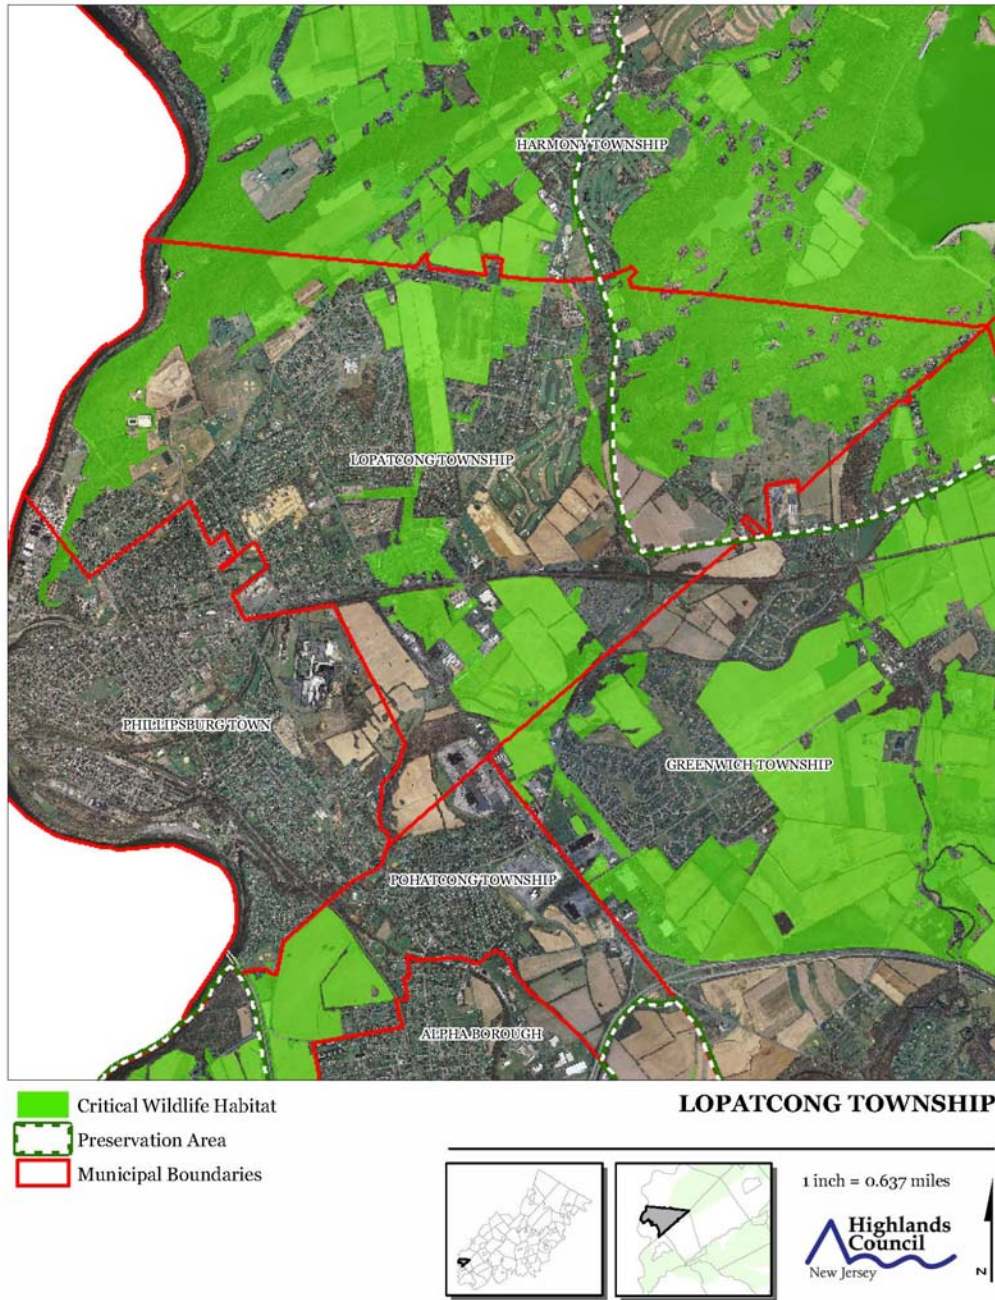 HARMONY TOWNSHIP
LOPATCONG TOWNSHIP
PHILLIPSBURG TOWN
GREENWICH TOWNSHIP
POHATCONG TOWNSHIP
ALPHA BOROUGH
Critical Wildlife Habitat
Preservation Area
Municipal Boundaries
LOPATCONG TOWNSHIP
1 inch = 0.637 miles
Highlands
Council
New Jersey
N